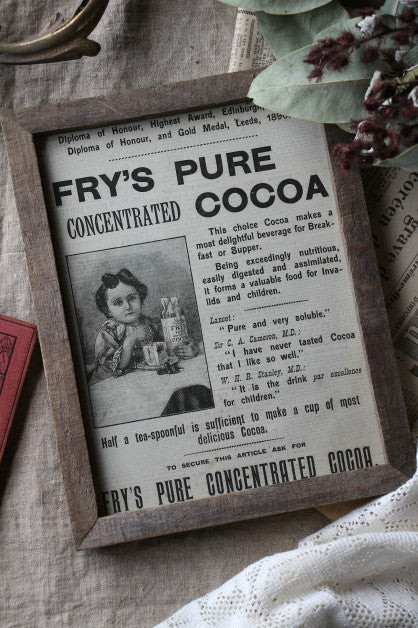 Diploma of Honour, Highest Award, Edinburgh,
Diploma of Honour, and Gold Medal, Leeds,
FRY'S PURE
CONCENTRATED COCOA
This choice Cocoa makes a
most delightful beverage for Break-
fast or Supper.
Being exceedingly nutritious,
easily digested and assimilated,
it forms a valuable food for Inva-
lids and children.
Lancet:
"Pure and very soluble."
Sir C. A. Cameron, M.D.:
"I have never tasted Cocoa
that I like so well."
W. H. R. Stanley, M.D.:
"It is the drink par excellence
for children."
FRY'S
Half a tea-spoonful is sufficient to make a cup of most
delicious Cocoa.
TO SECURE THIS ARTICLE ASK FOR
FRY'S PURE CONCENTRATED COCOA.